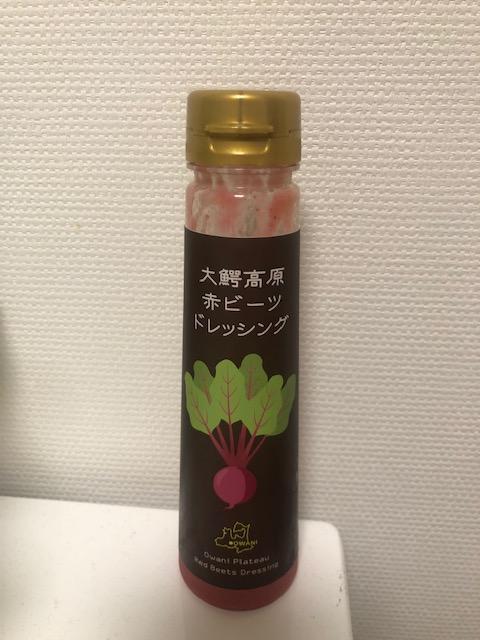 大鰐高原
赤ビーツ
ドレッシング
OWANI
Owani Plateau
Red Beets Dressing